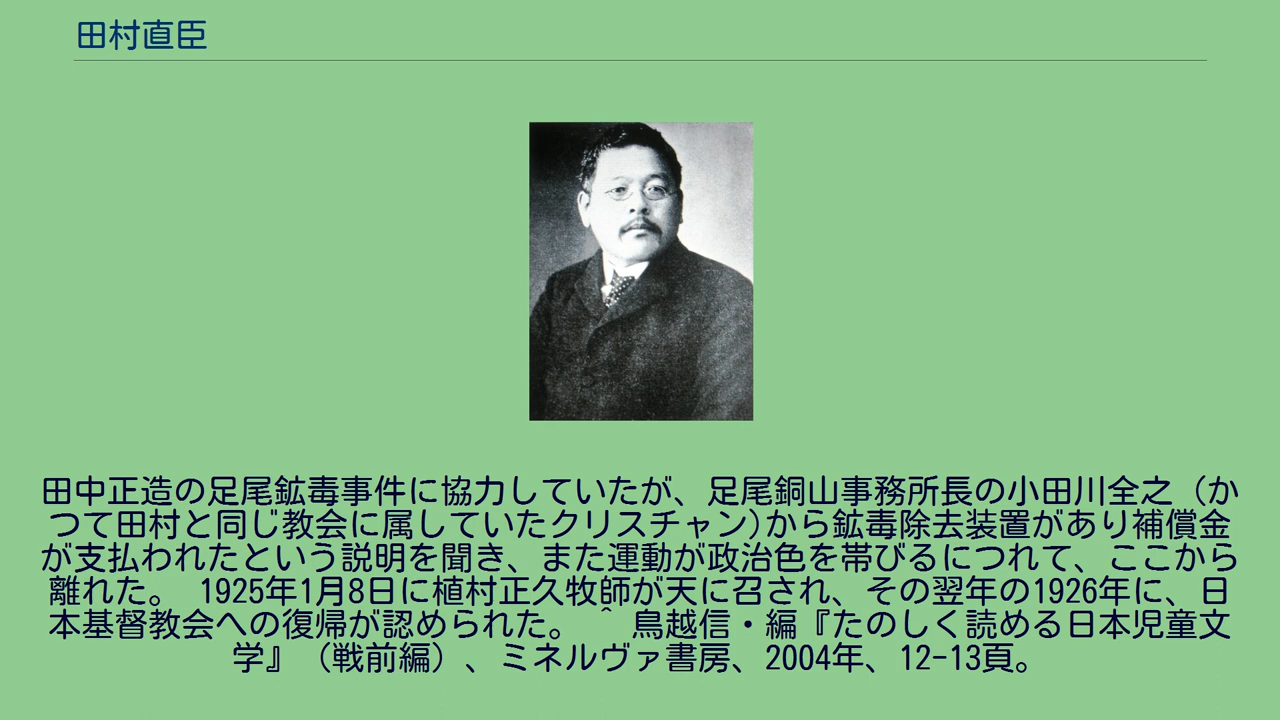 田村直臣
田中正造の足尾鉱毒事件に協力していたが、足尾銅山事務所長の小田川全之（か
つて田村と同じ教会に属していたクリスチャン)から鉱毒除去装置があり補償金
が支払われたという説明を聞き、また運動が政治色を帯びるにつれて、ここから
離れた。 1925年1月8日に植村正久牧師が天に召され、その翌年の1926年に、日
本基督教会への復帰が認められた。 ^ 鳥越信・編『たのしく読める日本児童文
学』（戦前編）、ミネルヴァ書房、2004年、12-13頁。